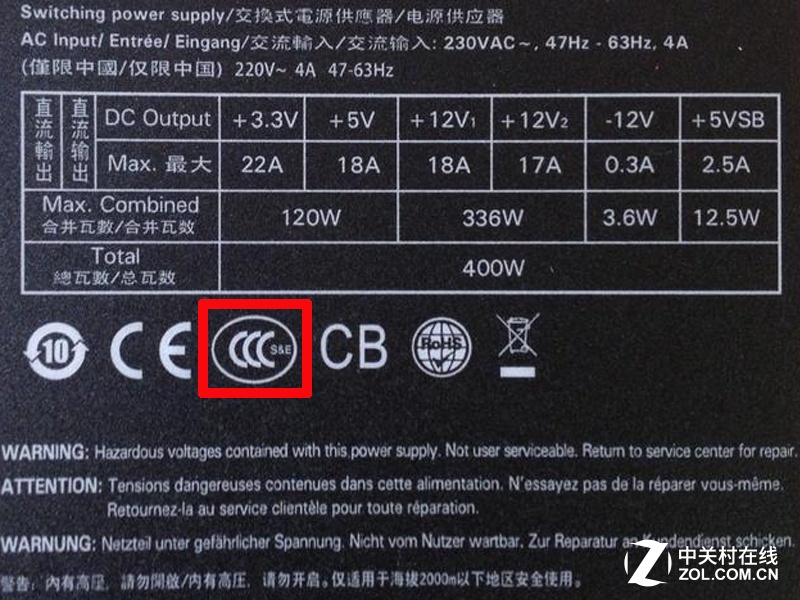 Switching power supply/交換式電源供應器/电源供应器
AC Input/ Entrée/ Eingang/交流輸入/交流输入: 230VAC~, 47Hz - 63Hz, 4A
(僅限中國/仅限中国) 220V~ 4A 47-63Hz
直流輸出 直流输出 DC Output +3.3V +5V +12V1 +12V2 -12V +5VSB
Max. 最大 22A 18A 18A 17A 0.3A 2.5A
Max. Combined
合并瓦數/合并瓦数 120W 336W 3.6W 12.5W
Total
總瓦數/总瓦数 400W
10 CE CCC S&E CB RoHS
WARNING: Hazardous voltages contained with this power supply. Not user serviceable. Return to service center for repair.
ATTENTION: Tensions dangereuses contenues dans cette alimentation. N'essayez pas de la réparer vous-même.
Retournez-la au service clientèle pour toute réparation.
WARNUNG: Netzteil unter gefährlicher Spannung. Nicht vom Nutzer wartbar. Zur Reparatur an Kundendienst schicken.
警告: 內有高壓, 請勿開啟/内有高压, 请勿开启。仅适用于海拔2000m以下地区安全使用。
Z 中关村在线
ZOL.COM.CN